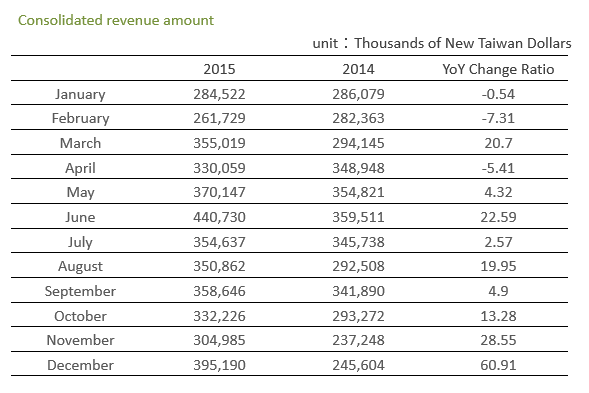 Consolidated revenue amount
unit：Thousands of New Taiwan Dollars
2015 2014 YoY Change Ratio
January 284,522 286,079 -0.54
February 261,729 282,363 -7.31
March 355,019 294,145 20.7
April 330,059 348,948 -5.41
May 370,147 354,821 4.32
June 440,730 359,511 22.59
July 354,637 345,738 2.57
August 350,862 292,508 19.95
September 358,646 341,890 4.9
October 332,226 293,272 13.28
November 304,985 237,248 28.55
December 395,190 245,604 60.91